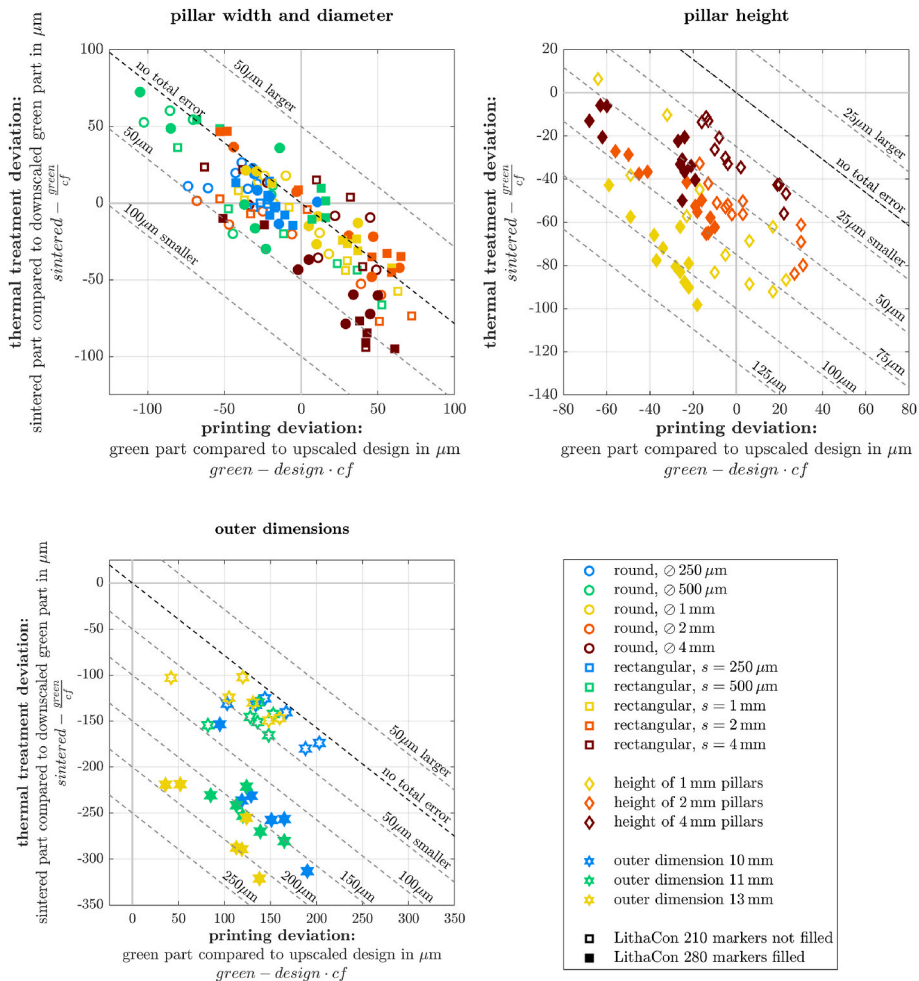 pillar width and diameter
thermal treatment deviation:
sintered part compared to downscaled green part in μm
sintered − green/cf
100
50
0
-50
-100
no total error
50μm larger
50μm
100μm smaller
-100
-50
0
50
100
printing deviation:
green part compared to upscaled design in μm
green − design · cf
pillar height
thermal treatment deviation:
sintered − green/cf
20
0
-20
-40
-60
-80
-100
-120
-140
25μm larger
no total error
25μm smaller
50μm
75μm
100μm
125μm
-80
-60
-40
-20
0
20
40
60
80
printing deviation:
green part compared to upscaled design in μm
green − design · cf
outer dimensions
thermal treatment deviation:
sintered part compared to downscaled green part in μm
sintered − green/cf
0
-50
-100
-150
-200
-250
-300
-350
50μm larger
no total error
50μm smaller
100μm
150μm
200μm
250μm
0
50
100
150
200
250
300
350
printing deviation:
green part compared to upscaled design in μm
green − design · cf
round, ⊘ 250 μm
round, ⊘ 500 μm
round, ⊘ 1 mm
round, ⊘ 2 mm
round, ⊘ 4 mm
rectangular, s = 250 μm
rectangular, s = 500 μm
rectangular, s = 1 mm
rectangular, s = 2 mm
rectangular, s = 4 mm
height of 1 mm pillars
height of 2 mm pillars
height of 4 mm pillars
outer dimension 10 mm
outer dimension 11 mm
outer dimension 13 mm
LithaCon 210 markers not filled
LithaCon 280 markers filled